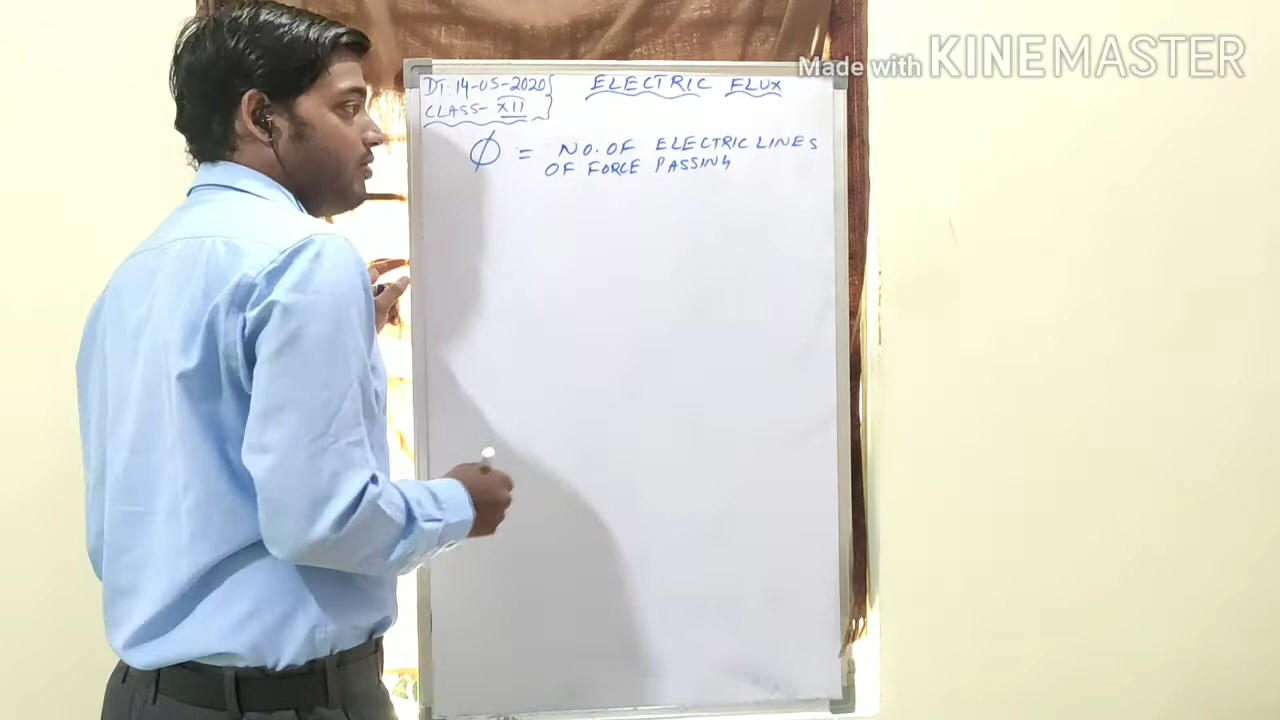 Made with KINEMASTER
DT: 14-05-2020
CLASS- XII
ELECTRIC FLUX
Ø = NO. OF ELECTRIC LINES
OF FORCE PASSING